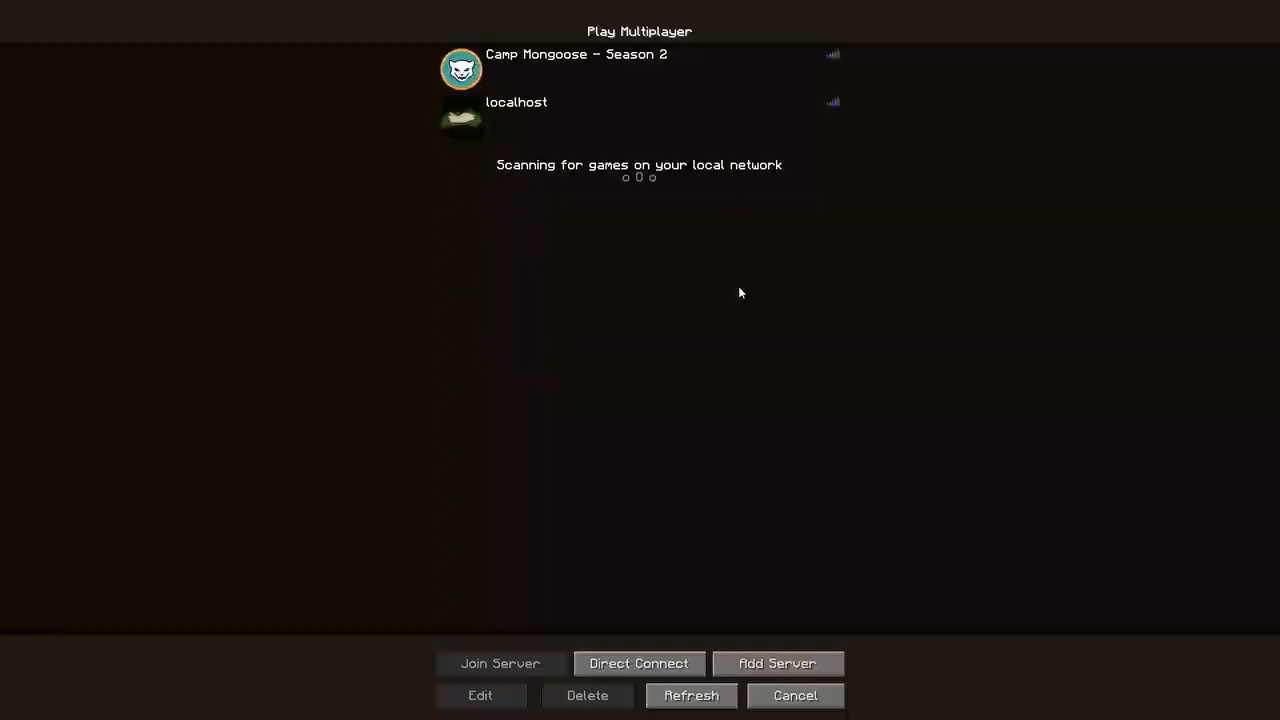 Play Multiplayer
Camp Mongoose - Season 2
localhost
Scanning for games on your local network
Join Server
Direct Connect
Add Server
Edit
Delete
Refresh
Cancel